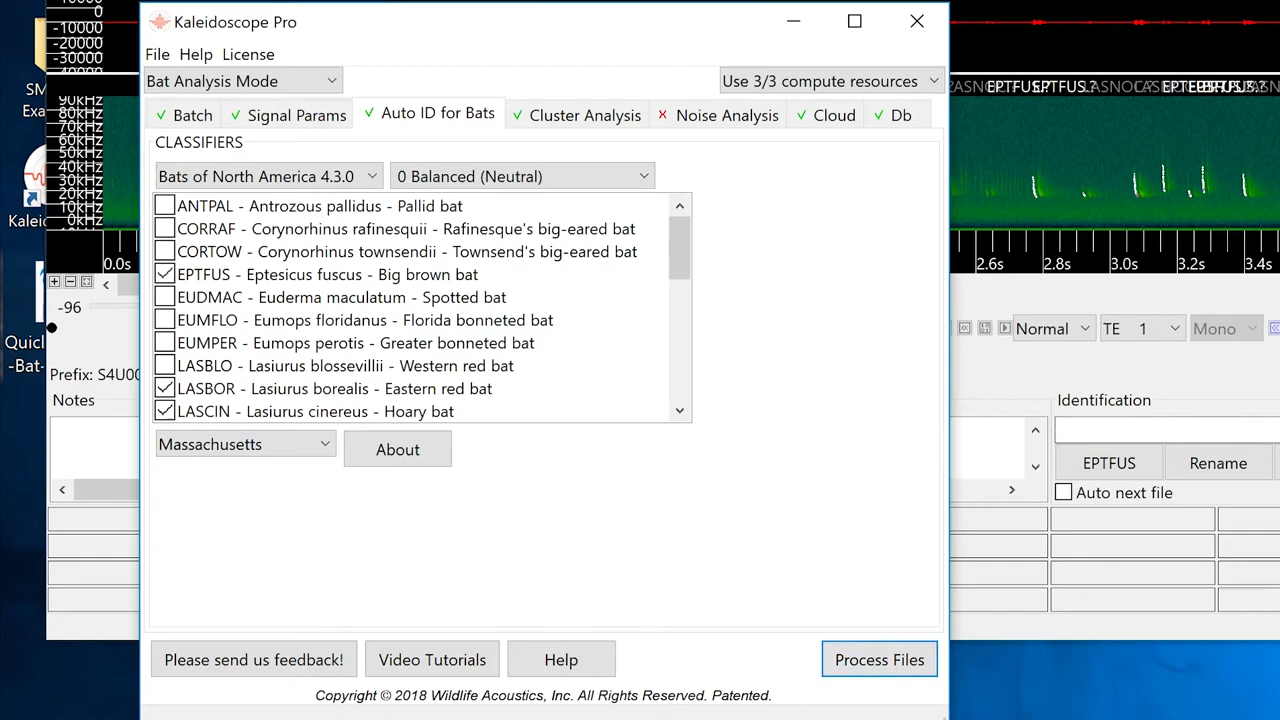 Kaleidoscope Pro
File Help License
Bat Analysis Mode
Use 3/3 compute resources
Batch
Signal Params
Auto ID for Bats
Cluster Analysis
Noise Analysis
Cloud
Db
CLASSIFIERS
Bats of North America 4.3.0
0 Balanced (Neutral)
ANTPAL - Antrozous pallidus - Pallid bat
CORRAF - Corynorhinus rafinesquii - Rafinesque's big-eared bat
CORTOW - Corynorhinus townsendii - Townsend's big-eared bat
EPTFUS - Eptesicus fuscus - Big brown bat
EUDMAC - Euderma maculatum - Spotted bat
EUMFLO - Eumops floridanus - Florida bonneted bat
EUMPER - Eumops perotis - Greater bonneted bat
LASBLO - Lasiurus blossevillii - Western red bat
LASBOR - Lasiurus borealis - Eastern red bat
LASCIN - Lasiurus cinereus - Hoary bat
Massachusetts
About
Please send us feedback!
Video Tutorials
Help
Process Files
Copyright © 2018 Wildlife Acoustics, Inc. All Rights Reserved. Patented.
0
-10000
-20000
-30000
90kHz
80kHz
70kHz
60kHz
50kHz
40kHz
30kHz
20kHz
10kHz
0kHz
0.0s
2.6s
2.8s
3.0s
3.2s
3.4s
-96
Normal
TE 1
Mono
Prefix: S4U00
Notes
Identification
EPTFUS
Rename
Auto next file
SM
Exa
Kalei
Quic
-Bat-